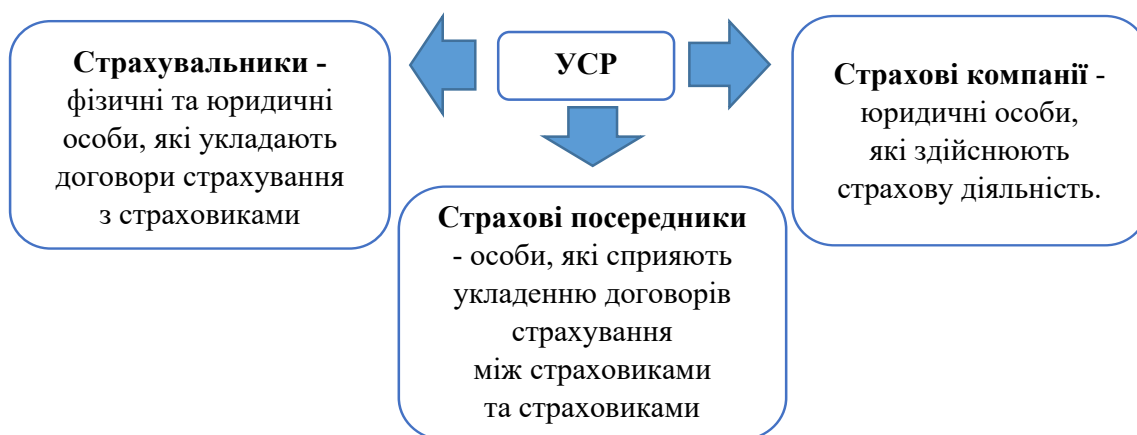 УСР
Страхувальники -
фізичні та юридичні
особи, які укладають
договори страхування
з страховиками
Страхові посередники
- особи, які сприяють
укладенню договорів
страхування
між страховиками
та страховиками
Страхові компанії -
юридичні особи,
які здійснюють
страхову діяльність.